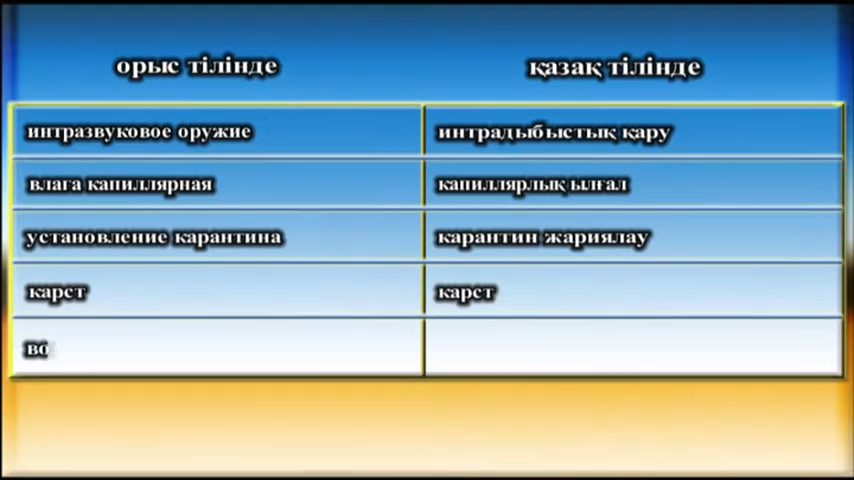 орыс тілінде
қазақ тілінде
интразвуковое оружие
интрадыбыстық қару
влага капиллярная
капиллярлық ылғал
установление карантина
карантин жариялау
карст
карст
во